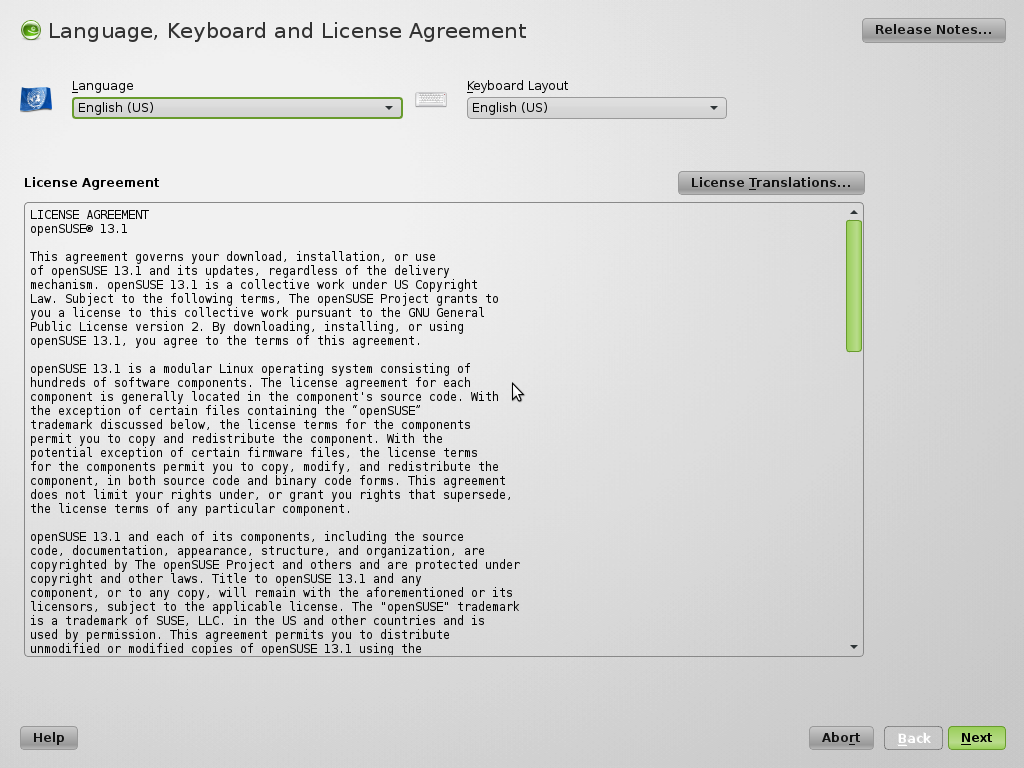 Language, Keyboard and License Agreement
Release Notes...
Language
Keyboard Layout
English (US)
English (US)
License Agreement
License Translations...
LICENSE AGREEMENT
openSUSE® 13.1
This agreement governs your download, installation, or use
of openSUSE 13.1 and its updates, regardless of the delivery
mechanism. openSUSE 13.1 is a collective work under US Copyright
Law. Subject to the following terms, The openSUSE Project grants to
you a license to this collective work pursuant to the GNU General
Public License version 2. By downloading, installing, or using
openSUSE 13.1, you agree to the terms of this agreement.
openSUSE 13.1 is a modular Linux operating system consisting of
hundreds of software components. The license agreement for each
component is generally located in the component's source code. With
the exception of certain files containing the “openSUSE”
trademark discussed below, the license terms for the components
permit you to copy and redistribute the component. With the
potential exception of certain firmware files, the license terms
for the components permit you to copy, modify, and redistribute the
component, in both source code and binary code forms. This agreement
does not limit your rights under, or grant you rights that supersede,
the license terms of any particular component.
openSUSE 13.1 and each of its components, including the source
code, documentation, appearance, structure, and organization, are
copyrighted by The openSUSE Project and others and are protected under
copyright and other laws. Title to openSUSE 13.1 and any
component, or to any copy, will remain with the aforementioned or its
licensors, subject to the applicable license. The "openSUSE" trademark
is a trademark of SUSE, LLC. in the US and other countries and is
used by permission. This agreement permits you to distribute
unmodified or modified copies of openSUSE 13.1 using the
Help
Abort
Back
Next